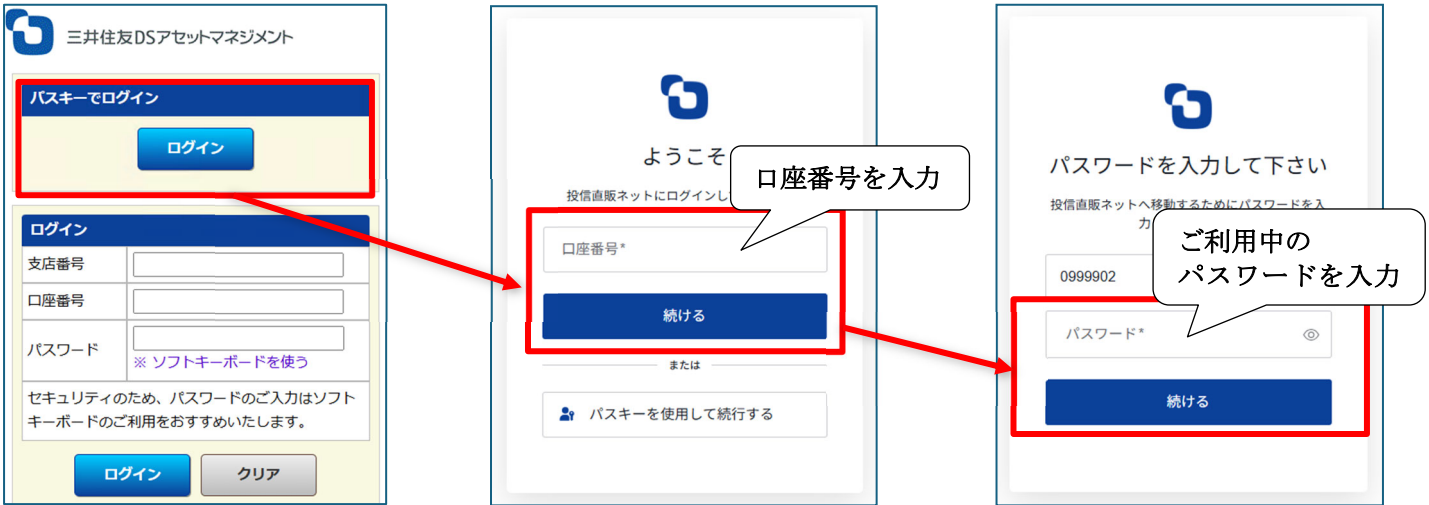 三井住友DSアセットマネジメント
パスキーでログイン
ログイン
ログイン
支店番号
口座番号
パスワード
※ ソフトキーボードを使う
セキュリティのため、パスワードのご入力はソフト
キーボードのご利用をおすすめいたします。
ログイン
クリア
ようこそ
投信直販ネットにログインし
口座番号を入力
口座番号*
続ける
または
パスキーを使用して続行する
パスワードを入力して下さい
投信直販ネットへ移動するためにパスワードを入
力
ご利用中の
パスワードを入力
0999902
パスワード*
続ける